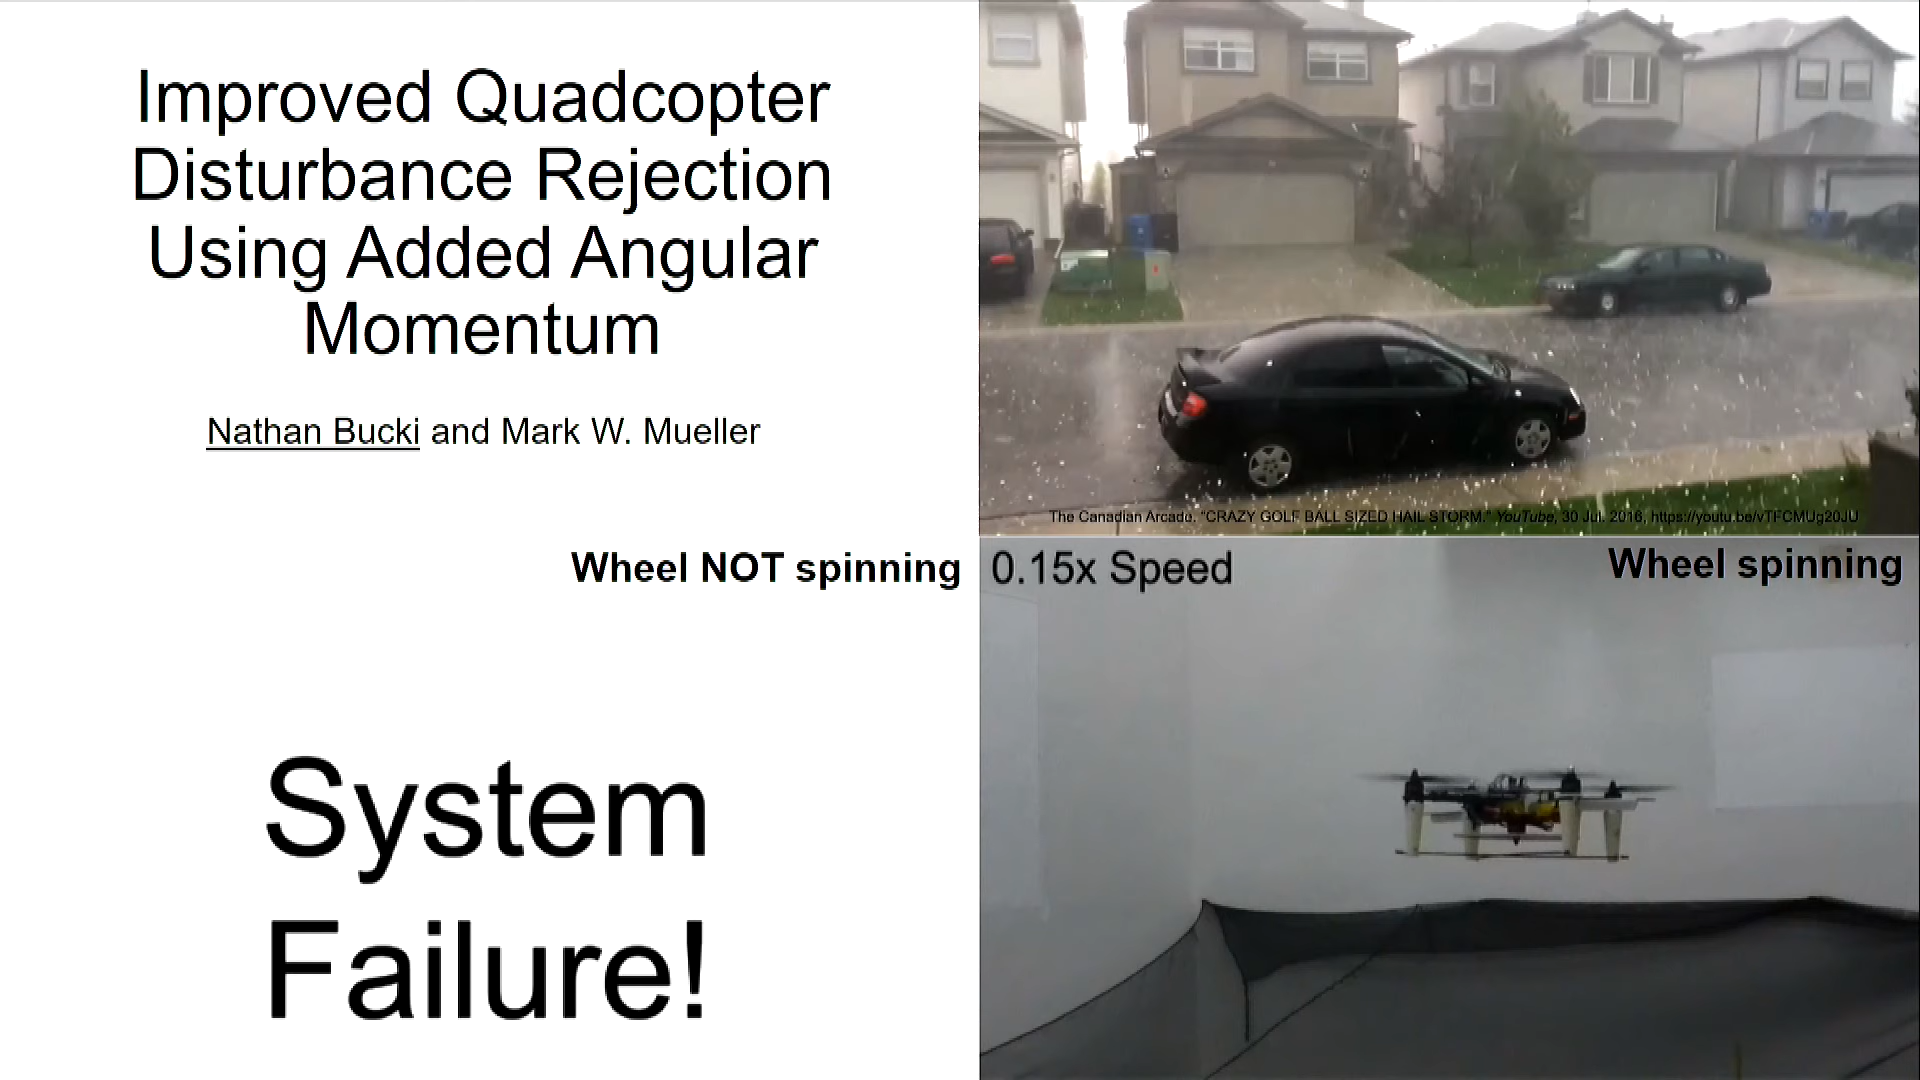 Improved Quadcopter
Disturbance Rejection
Using Added Angular
Momentum
Nathan Bucki and Mark W. Mueller
The Canadian Arcade. "CRAZY GOLF BALL SIZED HAIL STORM." YouTube, 30 Jul. 2016, https://youtu.be/vTFCMUg20JU
Wheel NOT spinning
0.15x Speed
Wheel spinning
System
Failure!